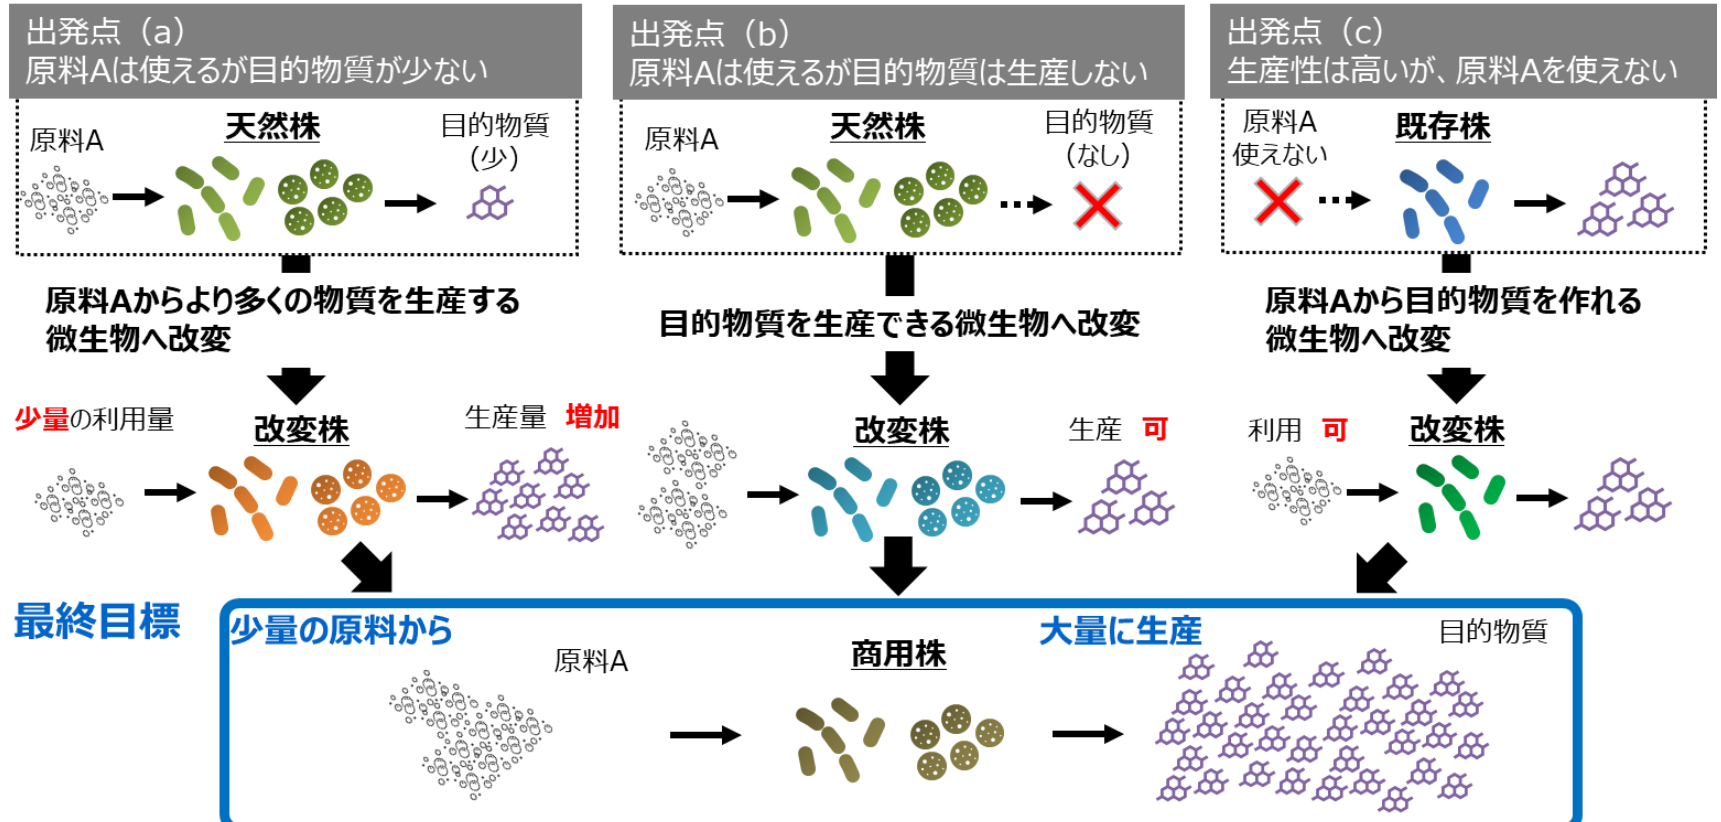 出発点（a）
原料Aは使えるが目的物質が少ない
原料A
天然株
目的物質
（少）
原料Aからより多くの物質を生産する
微生物へ改変
少量の利用量
改変株
生産量 増加
出発点（b）
原料Aは使えるが目的物質は生産しない
原料A
天然株
目的物質
（なし）
目的物質を生産できる微生物へ改変
改変株
生産 可
出発点（c）
生産性は高いが、原料Aを使えない
原料A
使えない
既存株
原料Aから目的物質を作れる
微生物へ改変
利用 可
改変株
最終目標
少量の原料から
原料A
商用株
大量に生産
目的物質